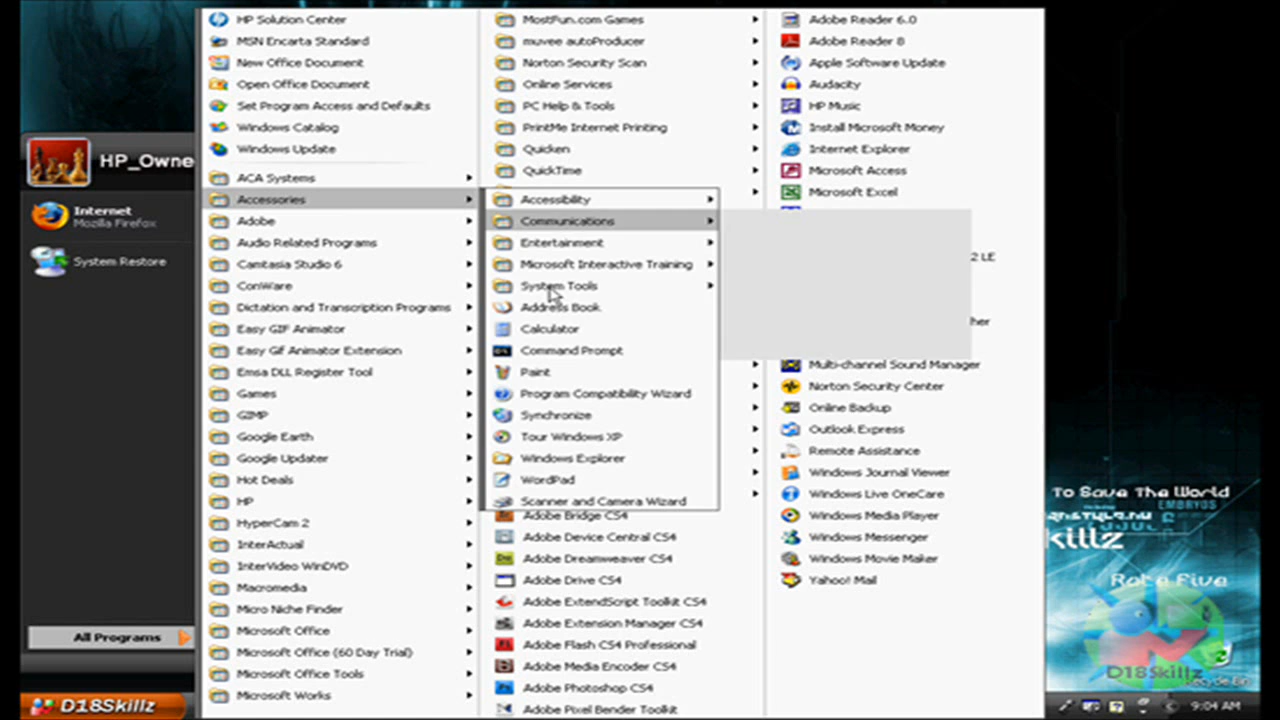 HP_Owne
Internet
Mozilla Firefox
System Restore
All Programs
D18Skillz
HP Solution Center
MSN Encarta Standard
New Office Document
Open Office Document
Set Program Access and Defaults
Windows Catalog
Windows Update
ACA Systems
Accessories
Adobe
Audio Related Programs
Camtasia Studio 6
ConWare
Dictation and Transcription Programs
Easy GIF Animator
Easy Gif Animator Extension
Emsa DLL Register Tool
Games
GIMP
Google Earth
Google Updater
Hot Deals
HP
HyperCam 2
InterActual
InterVideo WinDVD
Macromedia
Micro Niche Finder
Microsoft Office
Microsoft Office (60 Day Trial)
Microsoft Office Tools
Microsoft Works
MostFun.com Games
muvee autoProducer
Norton Security Scan
Online Services
PC Help & Tools
PrintMe Internet Printing
Quicken
QuickTime
Accessibility
Communications
Entertainment
Microsoft Interactive Training
System Tools
Address Book
Calculator
Command Prompt
Paint
Program Compatibility Wizard
Synchronize
Tour Windows XP
Windows Explorer
WordPad
Scanner and Camera Wizard
Adobe Bridge CS4
Adobe Device Central CS4
Adobe Dreamweaver CS4
Adobe Drive CS4
Adobe ExtendScript Toolkit CS4
Adobe Extension Manager CS4
Adobe Flash CS4 Professional
Adobe Media Encoder CS4
Adobe Photoshop CS4
Adobe Pixel Bender Toolkit
Adobe Reader 6.0
Adobe Reader 8
Apple Software Update
Audacity
HP Music
Install Microsoft Money
Internet Explorer
Microsoft Access
Microsoft Excel
2 LE
her
Multi-channel Sound Manager
Norton Security Center
Online Backup
Outlook Express
Remote Assistance
Windows Journal Viewer
Windows Live OneCare
Windows Media Player
Windows Messenger
Windows Movie Maker
Yahoo! Mail
To Save The World
EMBRYOS
killz
Rate Five
D18Skillz
Recycle Bin
9:04 AM